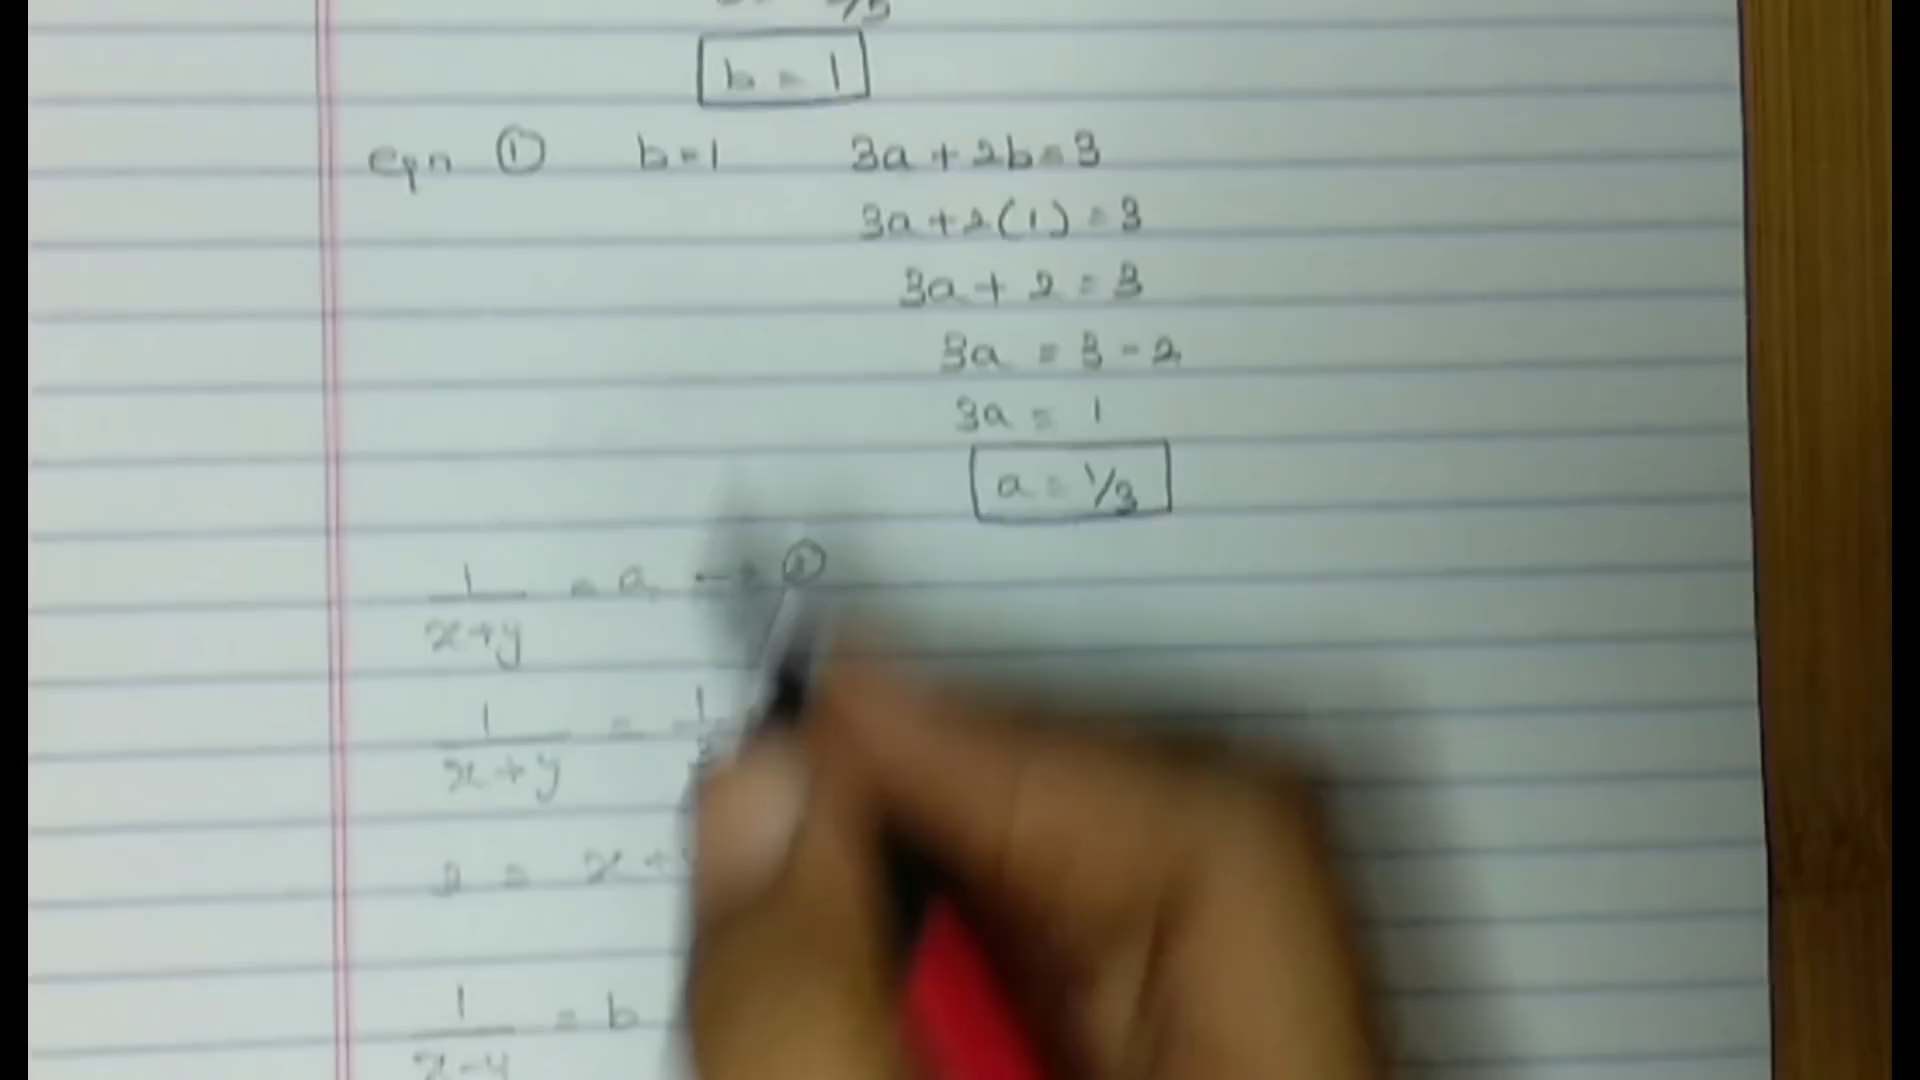 b = 1
eqn ① b=1 3a + 2b = 3
3a + 2(1) = 3
3a + 2 = 3
3a = 3 - 2
3a = 1
a = 1/3
1/(x+y) = a
1/(x+y) = 1/3
3 = x +
1/(x-y) = b